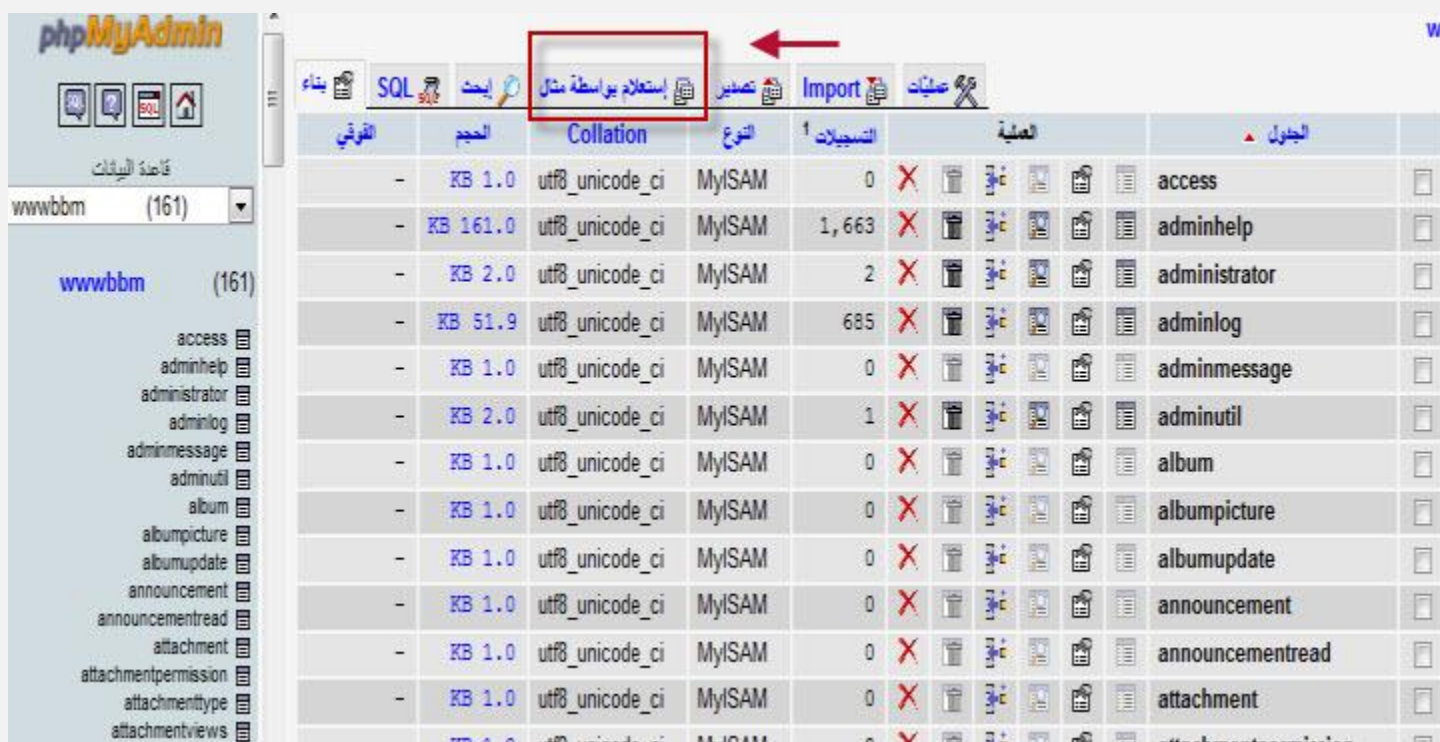 phpMyAdmin
قاعدة البيانات
wwwbbm (161)
wwwbbm (161)
access
adminhelp
administrator
adminlog
adminmessage
adminutil
album
albumpicture
albumupdate
announcement
announcementread
attachment
attachmentpermission
attachmenttype
attachmentviews
بناء SQL إبحث إستعلام بواسطة مثال تصدير Import عمليّات
الجدول العملية التسجيلات 1 النوع Collation الحجم الفوقي
access 0 MyISAM utf8_unicode_ci 1.0 KB -
adminhelp 1,663 MyISAM utf8_unicode_ci 161.0 KB -
administrator 2 MyISAM utf8_unicode_ci 2.0 KB -
adminlog 685 MyISAM utf8_unicode_ci 51.9 KB -
adminmessage 0 MyISAM utf8_unicode_ci 1.0 KB -
adminutil 1 MyISAM utf8_unicode_ci 2.0 KB -
album 0 MyISAM utf8_unicode_ci 1.0 KB -
albumpicture 0 MyISAM utf8_unicode_ci 1.0 KB -
albumupdate 0 MyISAM utf8_unicode_ci 1.0 KB -
announcement 0 MyISAM utf8_unicode_ci 1.0 KB -
announcementread 0 MyISAM utf8_unicode_ci 1.0 KB -
attachment 0 MyISAM utf8_unicode_ci 1.0 KB -